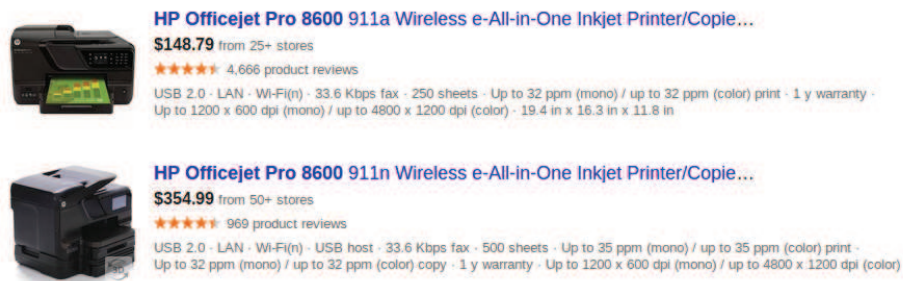 HP Officejet Pro 8600 911a Wireless e-All-in-One Inkjet Printer/Copie...
$148.79 from 25+ stores
4,666 product reviews
USB 2.0 · LAN · Wi-Fi(n) · 33.6 Kbps fax · 250 sheets · Up to 32 ppm (mono) / up to 32 ppm (color) print · 1 y warranty ·
Up to 1200 x 600 dpi (mono) / up to 4800 x 1200 dpi (color) · 19.4 in x 16.3 in x 11.8 in
HP Officejet Pro 8600 911n Wireless e-All-in-One Inkjet Printer/Copie...
$354.99 from 50+ stores
969 product reviews
USB 2.0 · LAN · Wi-Fi(n) · USB host · 33.6 Kbps fax · 500 sheets · Up to 35 ppm (mono) / up to 35 ppm (color) print ·
Up to 32 ppm (mono) / up to 32 ppm (color) copy · 1 y warranty · Up to 1200 x 600 dpi (mono) / up to 4800 x 1200 dpi (color)